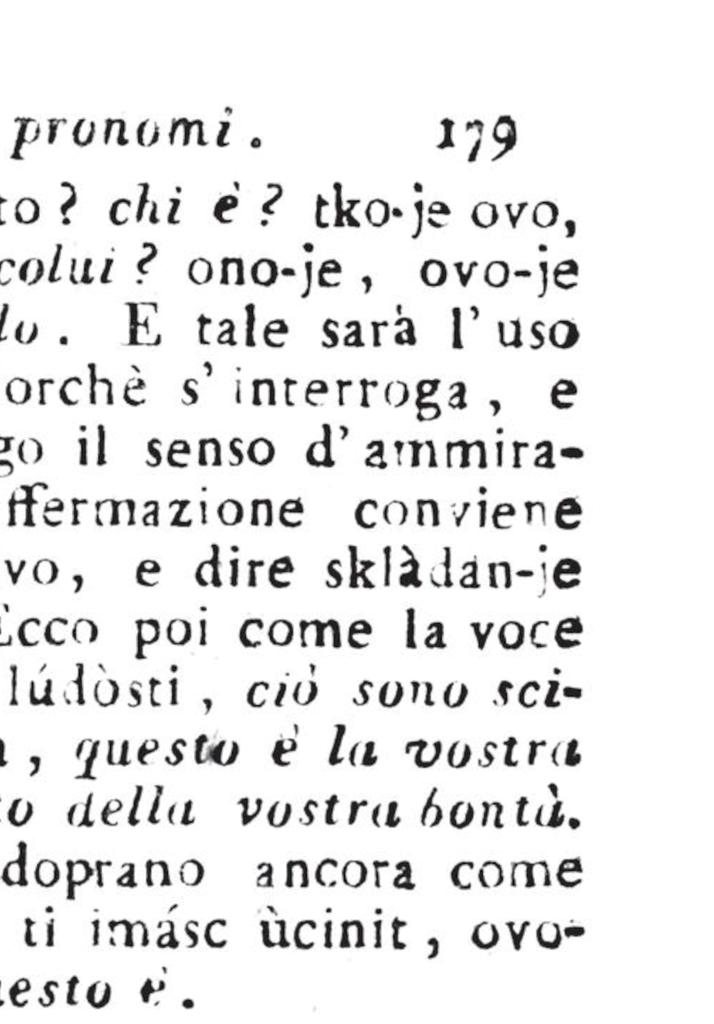 pronomi. 179
to? chi è? tko-je ovo,
colui? ono-je, ovo-je
lo. E tale sarà l'uso
orchè s'interroga, e
go il senso d'ammira-
ffermazione conviene
vo, e dire sklàdan-je
Ecco poi come la voce
lúdòsti, ciò sono sci-
, questo è la vostra
to della vostra bontà.
doprano ancora come
ti imásc ùcinit, ovo-
uesto è.